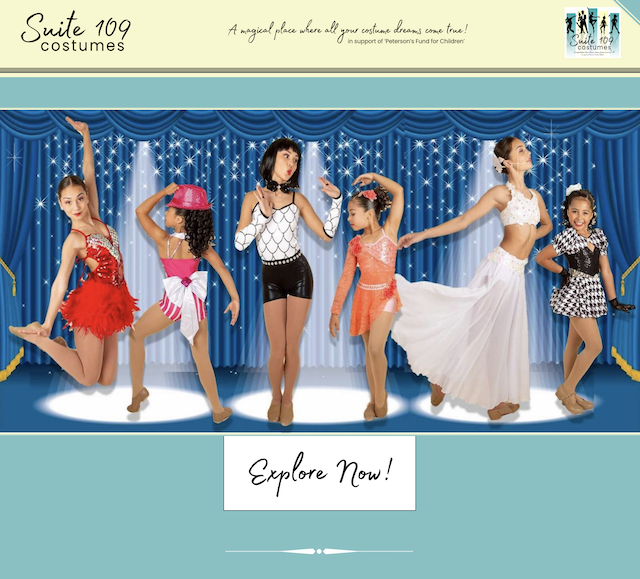 Suite 109
costumes
A magical place where all your costume dreams come true!
in support of 'Peterson's Fund for Children'
Suite 109
costumes
Explore Now!